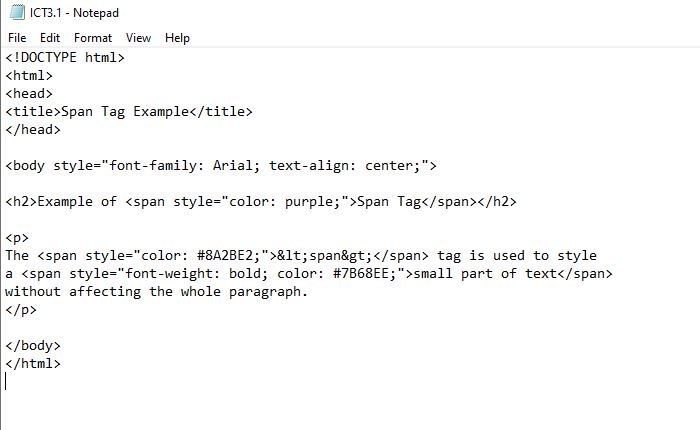 ICT3.1 - Notepad
File Edit Format View Help
<!DOCTYPE html>
<html>
<head>
<title>Span Tag Example</title>
</head>
<body style="font-family: Arial; text-align: center;">
<h2>Example of <span style="color: purple;">Span Tag</span></h2>
<p>
The <span style="color: #8A2BE2;">&lt;span&gt;</span> tag is used to style
a <span style="font-weight: bold; color: #7B68EE;">small part of text</span>
without affecting the whole paragraph.
</p>
</body>
</html>